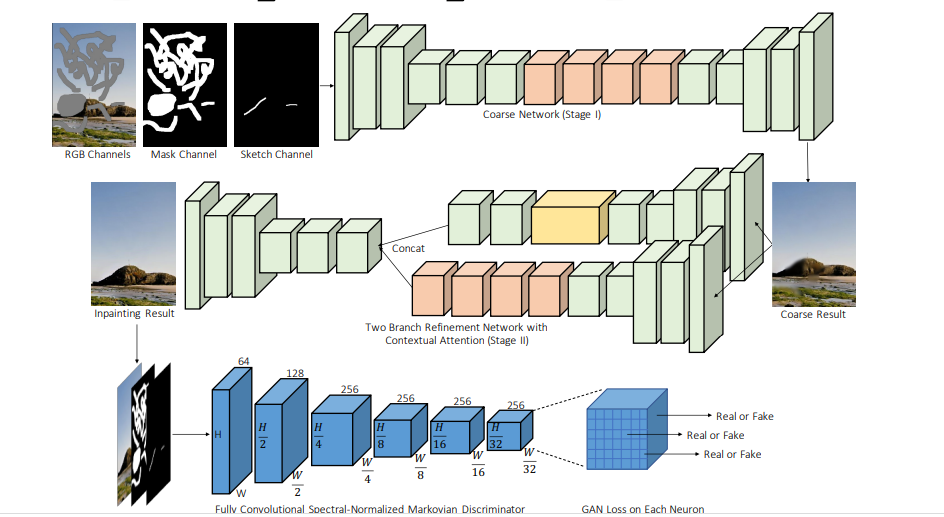 RGB Channels
Mask Channel
Sketch Channel
Coarse Network (Stage I)
Concat
Inpainting Result
Coarse Result
Two Branch Refinement Network with
Contextual Attention (Stage II)
64
128
256
256
256
256
H
H/2
H/4
H/8
H/16
H/32
W
W/2
W/4
W/8
W/16
W/32
Real or Fake
Real or Fake
Real or Fake
Fully Convolutional Spectral-Normalized Markovian Discriminator
GAN Loss on Each Neuron